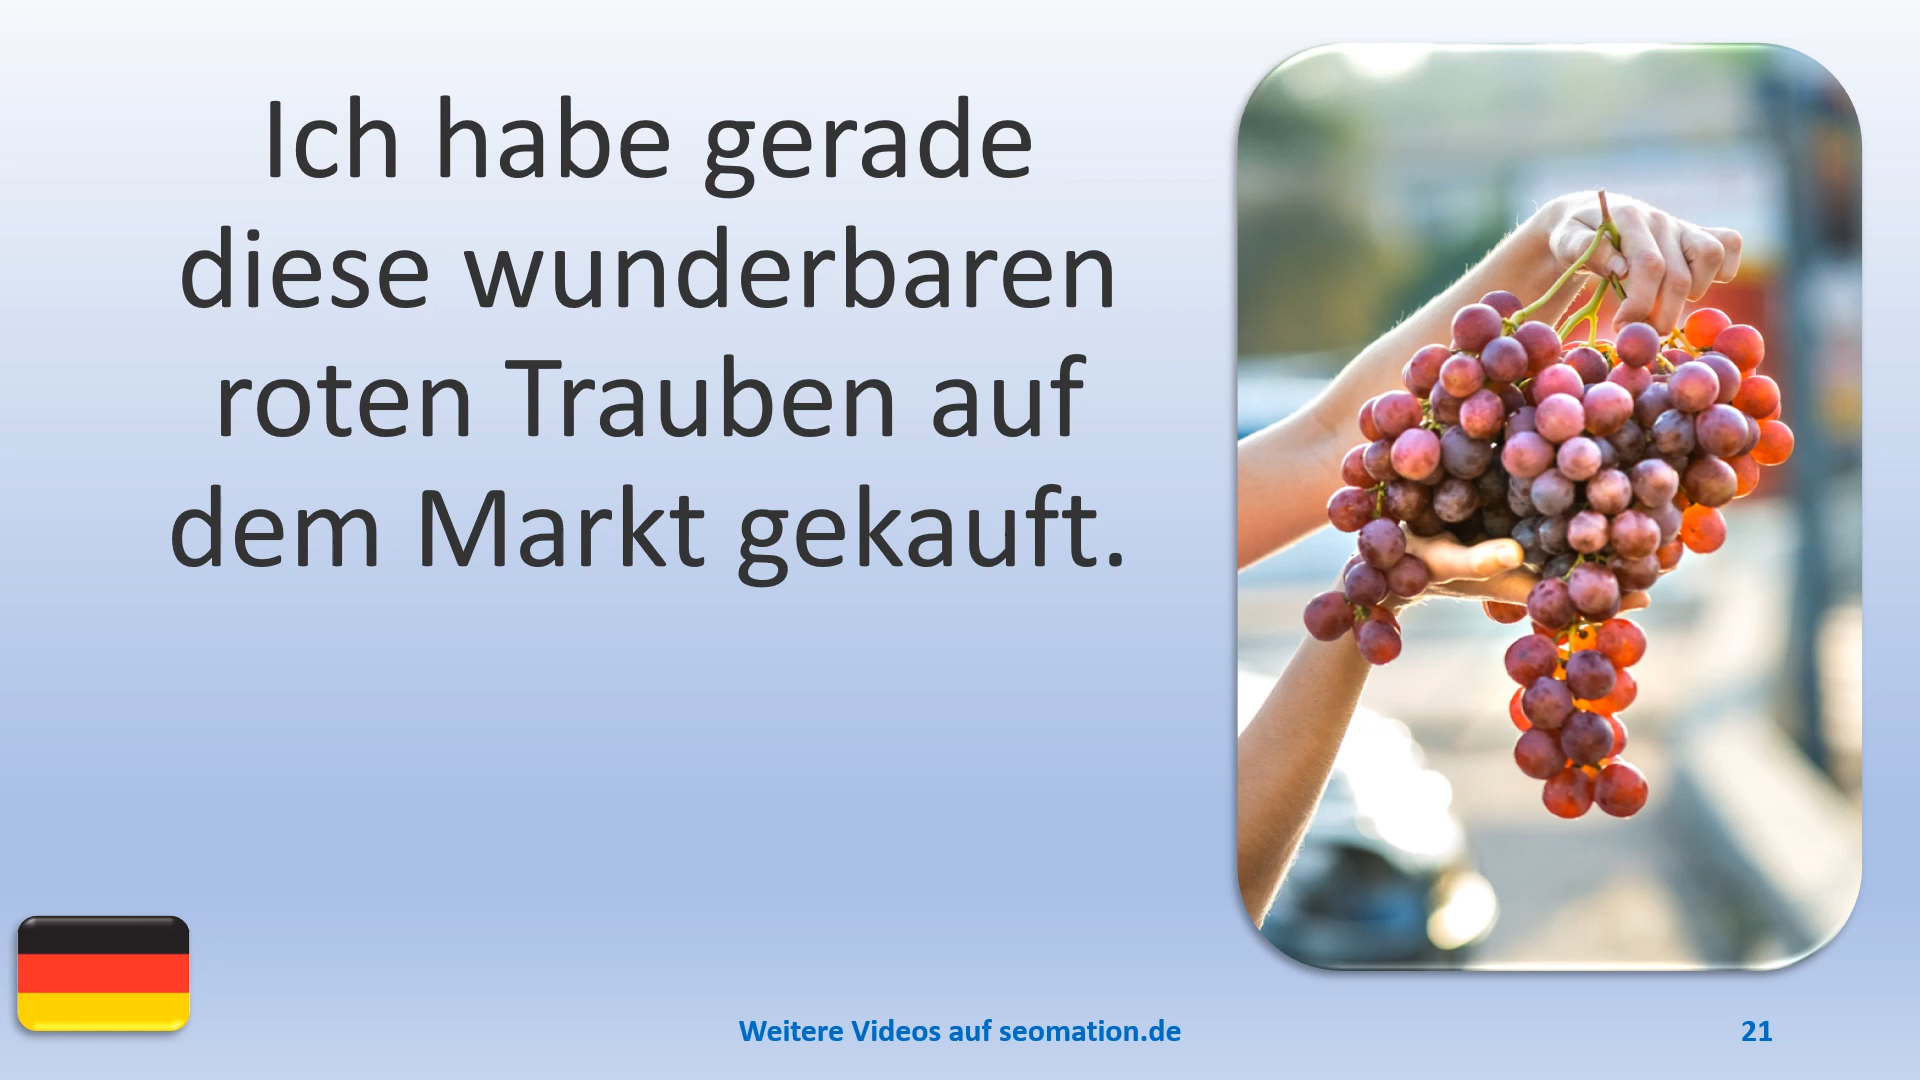 Ich habe gerade
diese wunderbaren
roten Trauben auf
dem Markt gekauft.
Weitere Videos auf seomation.de
21